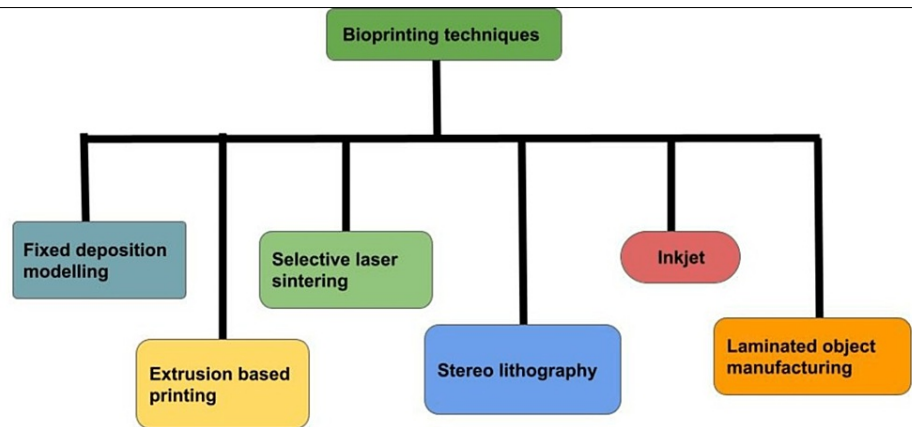 Bioprinting techniques
Fixed deposition
modelling
Extrusion based
printing
Selective laser
sintering
Stereo lithography
Inkjet
Laminated object
manufacturing